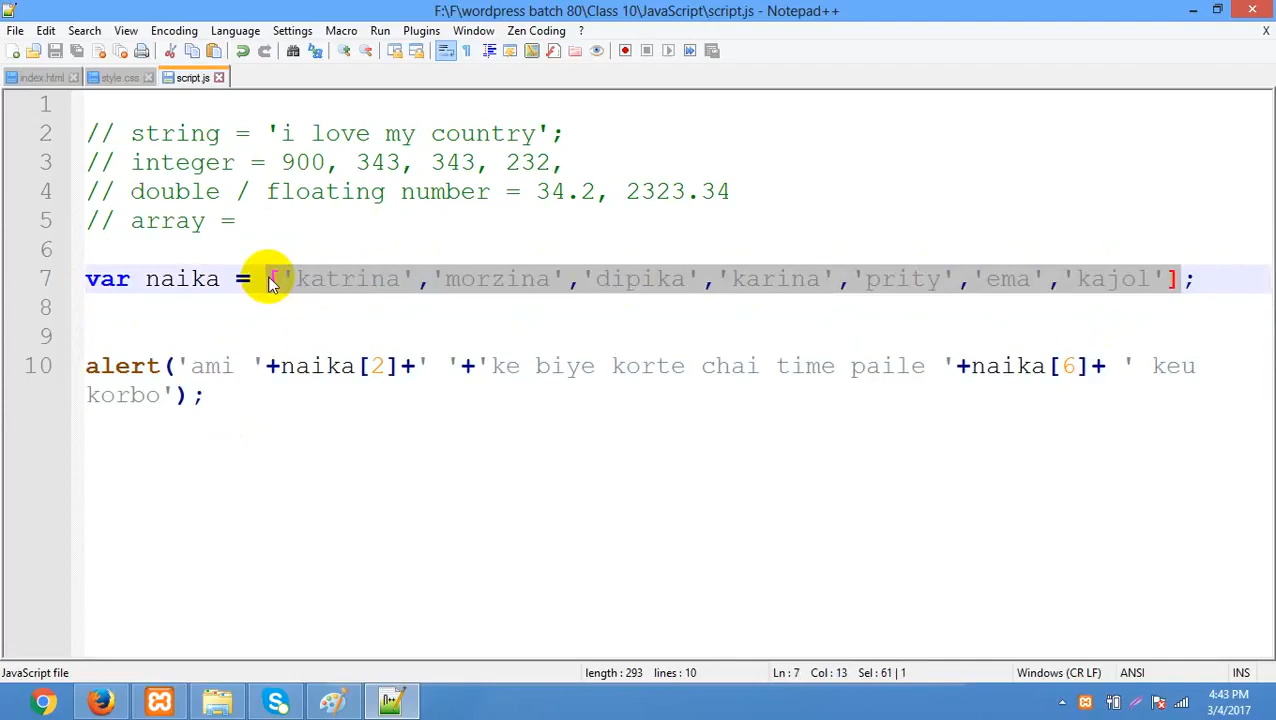 F:\F\wordpress batch 80\Class 10\JavaScript\script.js - Notepad++
File Edit Search View Encoding Language Settings Macro Run Plugins Window Zen Coding ? X
index.html style.css script.js
1
2 // string = 'i love my country';
3 // integer = 900, 343, 343, 232,
4 // double / floating number = 34.2, 2323.34
5 // array =
6
7 var naika = ['katrina','morzina','dipika','karina','prity','ema','kajol'];
8
9
10 alert('ami '+naika[2]+' '+'ke biye korte chai time paile '+naika[6]+ ' keu
korbo');
JavaScript file length : 293 lines : 10 Ln : 7 Col : 13 Sel : 61 | 1 Windows (CR LF) ANSI INS
4:43 PM
3/4/2017